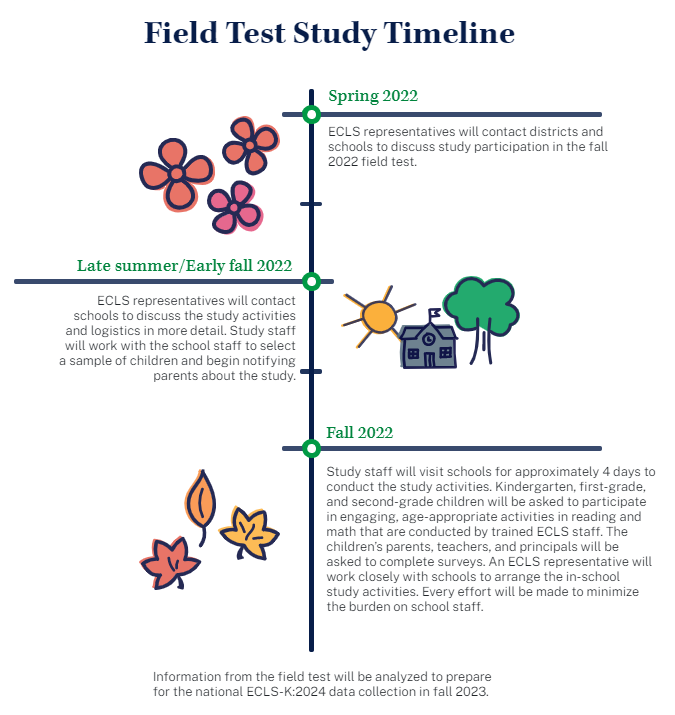 Field Test Study Timeline
Spring 2022
ECLS representatives will contact districts and
schools to discuss study participation in the fall
2022 field test.
Late summer/Early fall 2022
ECLS representatives will contact
schools to discuss the study activities
and logistics in more detail. Study staff
will work with the school staff to select
a sample of children and begin notifying
parents about the study.
Fall 2022
Study staff will visit schools for approximately 4 days to
conduct the study activities. Kindergarten, first-grade,
and second-grade children will be asked to participate
in engaging, age-appropriate activities in reading and
math that are conducted by trained ECLS staff. The
children's parents, teachers, and principals will be
asked to complete surveys. An ECLS representative will
work closely with schools to arrange the in-school
study activities. Every effort will be made to minimize
the burden on school staff.
Information from the field test will be analyzed to prepare
for the national ECLS-K:2024 data collection in fall 2023.